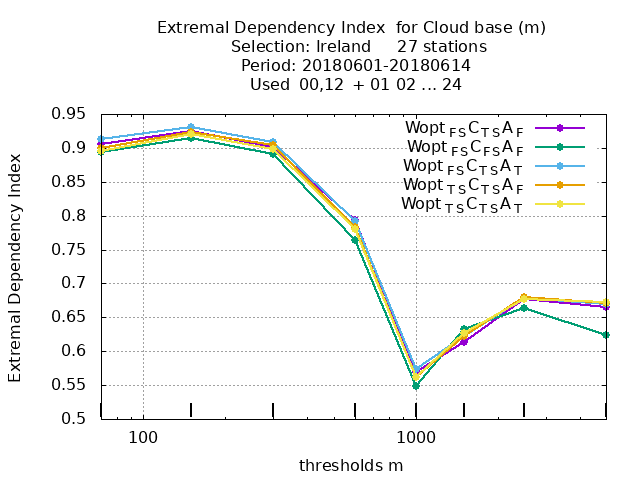 Extremal Dependency Index  for Cloud base (m)
Selection: Ireland     27 stations
Period: 20180601-20180614
Used  00,12  + 01 02 ... 24
Extremal Dependency Index
0.95
0.9
0.85
0.8
0.75
0.7
0.65
0.6
0.55
0.5
Wopt FS C TS A F
Wopt FS C FS A F
Wopt FS C TS A T
Wopt TS C TS A F
Wopt TS C TS A T
100 1000
thresholds m